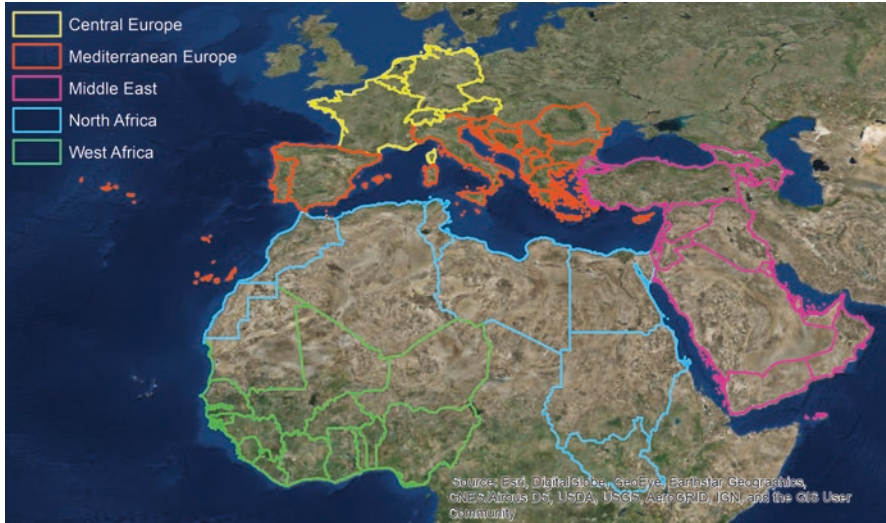 Central Europe
Mediterranean Europe
Middle East
North Africa
West Africa
Source: Esri, DigitalGlobe, GeoEye, Earthstar Geographics,
CNES/Airbus DS, USDA, USGS, AeroGRID, IGN, and the GIS User
Community